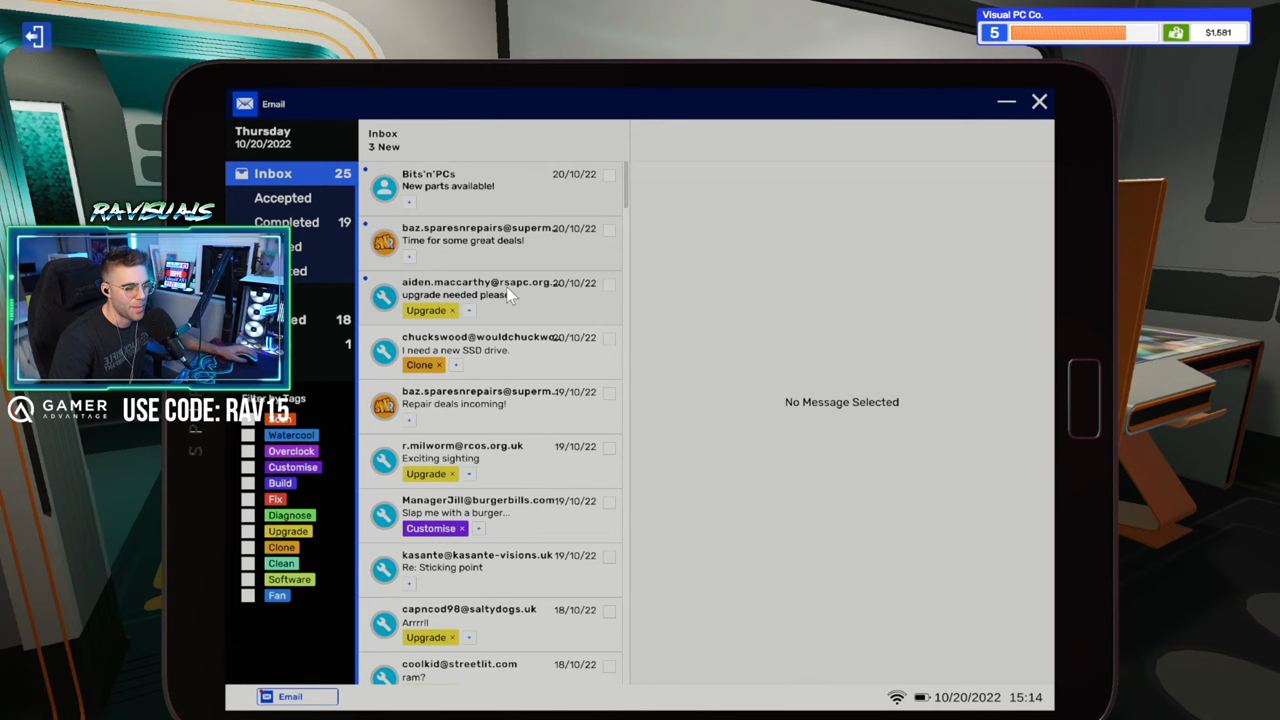 Visual PC Co.
5
$1,581
Email
Thursday
10/20/2022
Inbox 25
Accepted
Completed 19
18
1
Filter by Tags
Watercool
Overclock
Customise
Build
Fix
Diagnose
Upgrade
Clone
Clean
Software
Fan
Inbox
3 New
Bits'n'PCs 20/10/22
New parts available!
+
baz.sparesnrepairs@superm... 20/10/22
Time for some great deals!
+
aiden.maccarthy@rsapc.org... 20/10/22
upgrade needed please
Upgrade × +
chuckswood@wouldchuckwo... 20/10/22
I need a new SSD drive.
Clone × +
baz.sparesnrepairs@superm... 19/10/22
Repair deals incoming!
+
r.milworm@rcos.org.uk 19/10/22
Exciting sighting
Upgrade × +
ManagerJill@burgerbills.com 19/10/22
Slap me with a burger...
Customise × +
kasante@kasante-visions.uk 19/10/22
Re: Sticking point
+
capncod98@saltydogs.uk 18/10/22
Arrr!!
Upgrade × +
coolkid@streetlit.com 18/10/22
ram?
No Message Selected
Email
10/20/2022 15:14
RAVISUALS
GAMER
ADVANTAGE
USE CODE: RAV15